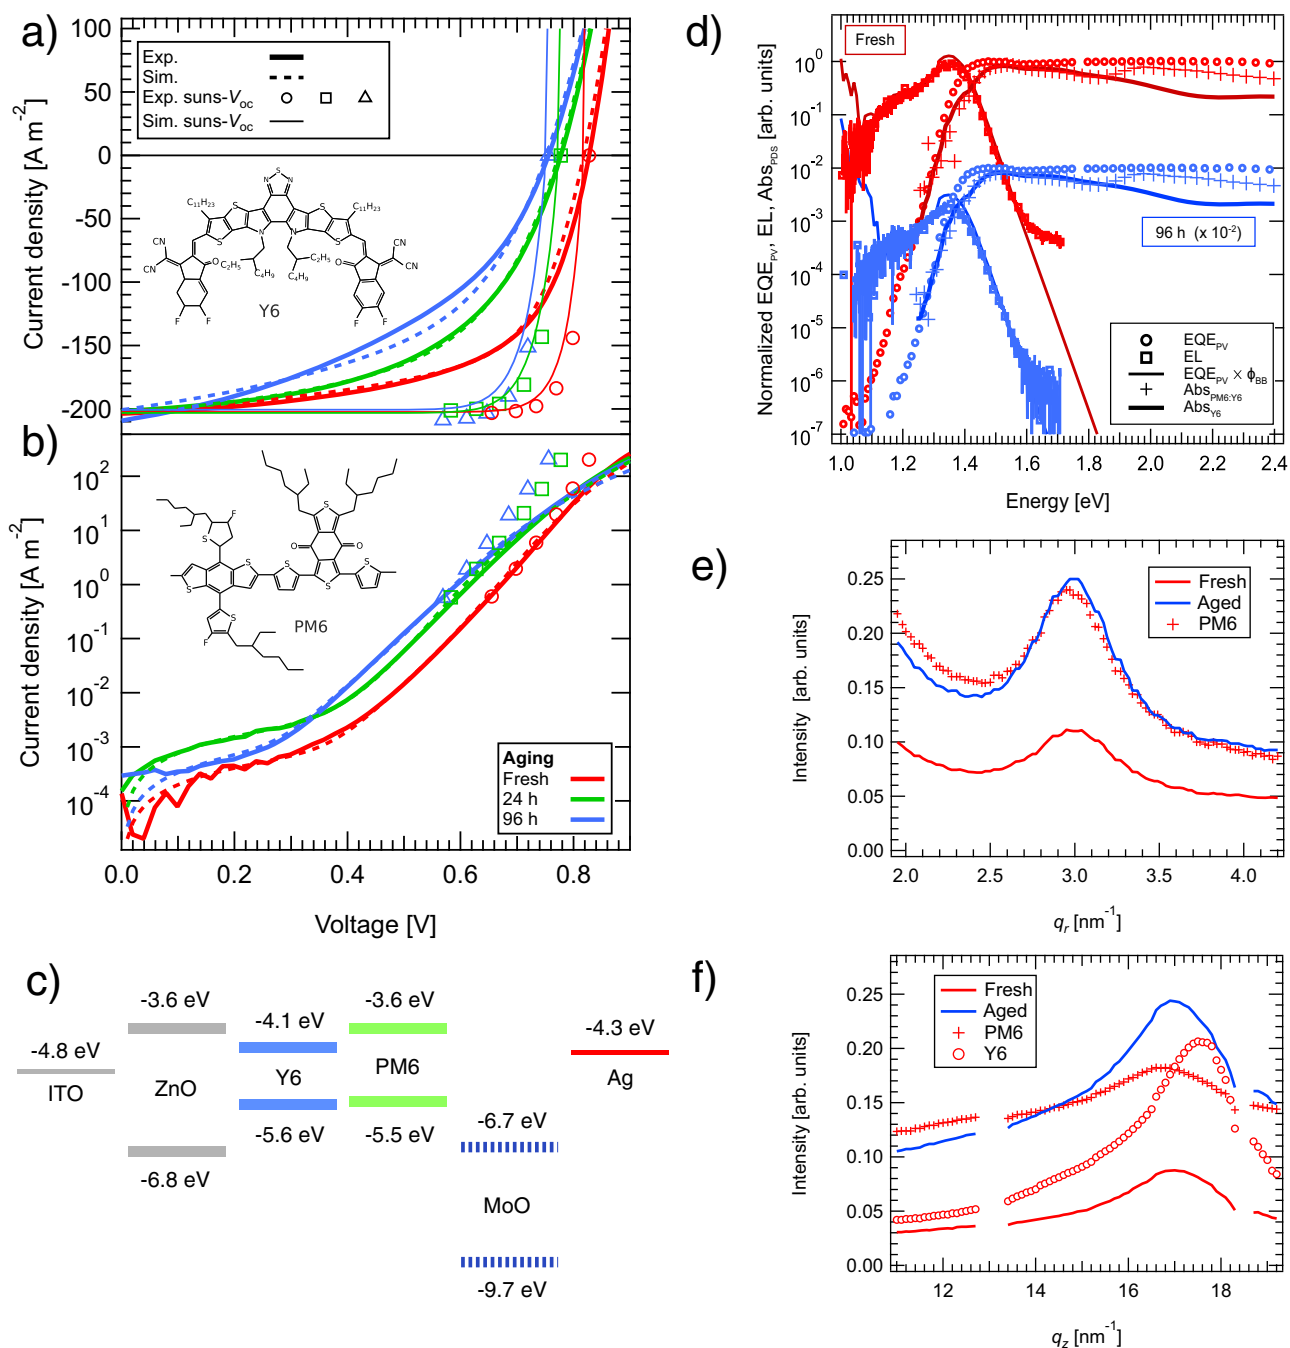 a)
Current density [A m-2]
100
50
0
-50
-100
-150
-200
Exp.
Sim.
Exp. suns-Voc
Sim. suns-Voc
N S N
C11H23 S S N N S S C11H23
CN CN O C2H5 C4H9 C2H5 C4H9 O CN CN
F F F F
Y6
b)
Current density [A m-2]
10^2
10^1
10^0
10^-1
10^-2
10^-3
10^-4
F S S S S S O O S S S F
PM6
Aging
Fresh
24 h
96 h
0.0 0.2 0.4 0.6 0.8
Voltage [V]
c)
-4.8 eV
ITO
-3.6 eV
ZnO
-6.8 eV
-4.1 eV
Y6
-5.6 eV
-3.6 eV
PM6
-5.5 eV
-6.7 eV
MoO
-9.7 eV
-4.3 eV
Ag
d)
Normalized EQEPV, EL, AbsPDS [arb. units]
10^0
10^-1
10^-2
10^-3
10^-4
10^-5
10^-6
10^-7
Fresh
96 h (x 10-2)
EQEPV
EL
EQEPV × ϕBB
AbsPM6:Y6
AbsY6
1.0 1.2 1.4 1.6 1.8 2.0 2.2 2.4
Energy [eV]
e)
Intensity [arb. units]
0.25
0.20
0.15
0.10
0.05
0.00
Fresh
Aged
PM6
2.0 2.5 3.0 3.5 4.0
qr [nm-1]
f)
Intensity [arb. units]
0.25
0.20
0.15
0.10
0.05
0.00
Fresh
Aged
PM6
Y6
12 14 16 18
qz [nm-1]